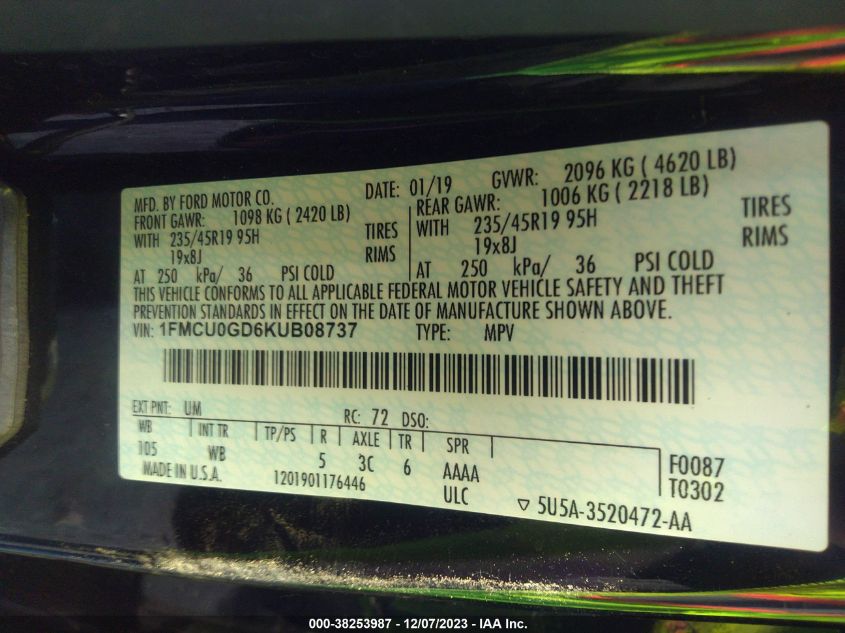 MFD. BY FORD MOTOR CO. DATE: 01/19 GVWR: 2096 KG ( 4620 LB)
FRONT GAWR: 1098 KG ( 2420 LB) REAR GAWR: 1006 KG ( 2218 LB)
WITH 235/45R19 95H TIRES WITH 235/45R19 95H TIRES
19x8J RIMS 19x8J RIMS
AT 250 kPa/ 36 PSI COLD AT 250 kPa/ 36 PSI COLD
THIS VEHICLE CONFORMS TO ALL APPLICABLE FEDERAL MOTOR VEHICLE SAFETY AND THEFT
PREVENTION STANDARDS IN EFFECT ON THE DATE OF MANUFACTURE SHOWN ABOVE.
VIN: 1FMCU0GD6KUB08737 TYPE: MPV
EXT PNT: UM RC: 72 DSO:
WB INT TR TP/PS R AXLE TR SPR
105 WB 5 3C 6 AAAA F0087
MADE IN U.S.A. 1201901176446 ULC T0302
▽ 5U5A-3520472-AA
000-38253987 - 12/07/2023 - IAA Inc.